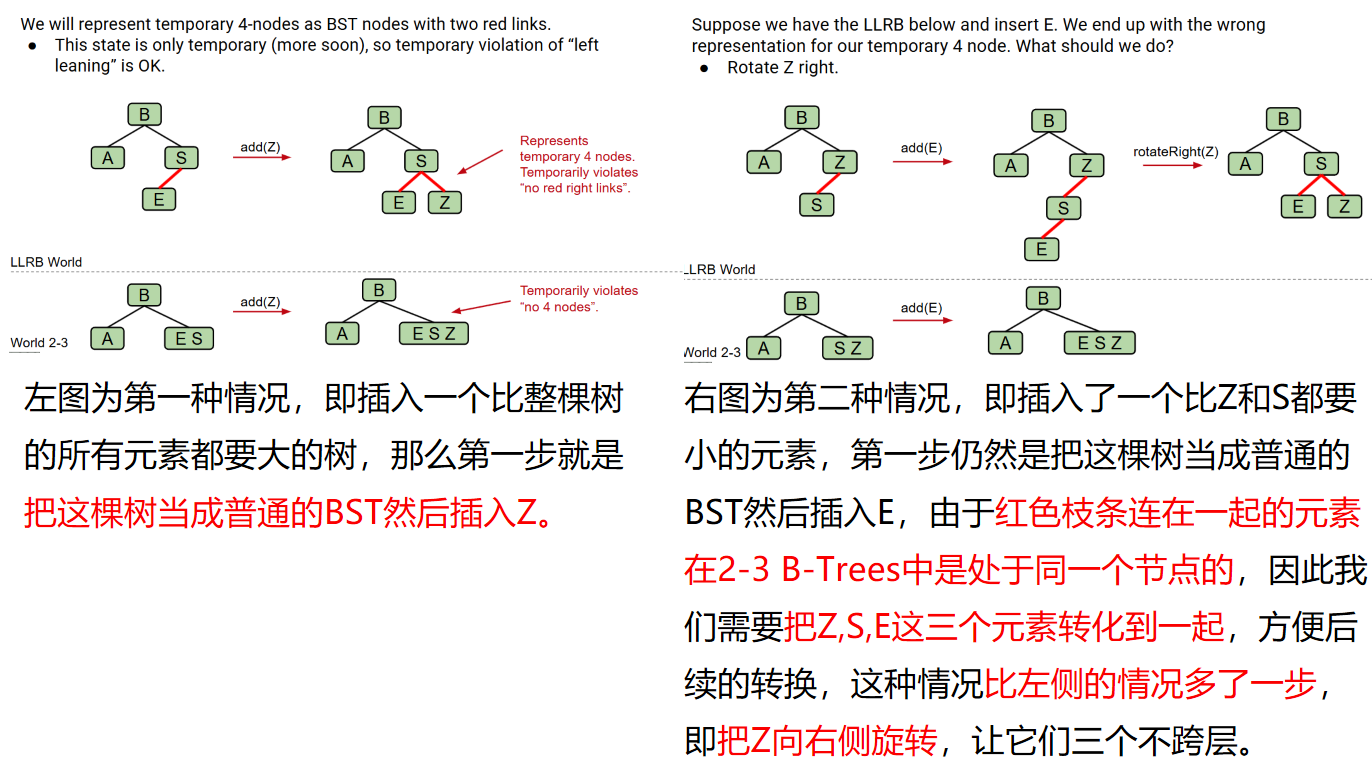 We will represent temporary 4-nodes as BST nodes with two red links.
● This state is only temporary (more soon), so temporary violation of “left
leaning” is OK.
B
A
S
E
add(Z)
B
A
S
E
Z
Represents
temporary 4 nodes.
Temporarily violates
“no red right links”.
LLRB World
B
A
E S
add(Z)
B
A
E S Z
Temporarily violates
“no 4 nodes”.
World 2-3
左图为第一种情况，即插入一个比整棵树
的所有元素都要大的树，那么第一步就是
把这棵树当成普通的BST然后插入Z。
Suppose we have the LLRB below and insert E. We end up with the wrong
representation for our temporary 4 node. What should we do?
● Rotate Z right.
B
A
Z
S
add(E)
B
A
Z
S
E
rotateRight(Z)
B
A
S
E
Z
LLRB World
B
A
S Z
add(E)
B
A
E S Z
World 2-3
右图为第二种情况，即插入了一个比Z和S都要
小的元素，第一步仍然是把这棵树当成普通的
BST然后插入E，由于红色枝条连在一起的元素
在2-3 B-Trees中是处于同一个节点的，因此我
们需要把Z,S,E这三个元素转化到一起，方便后
续的转换，这种情况比左侧的情况多了一步，
即把Z向右侧旋转，让它们三个不跨层。